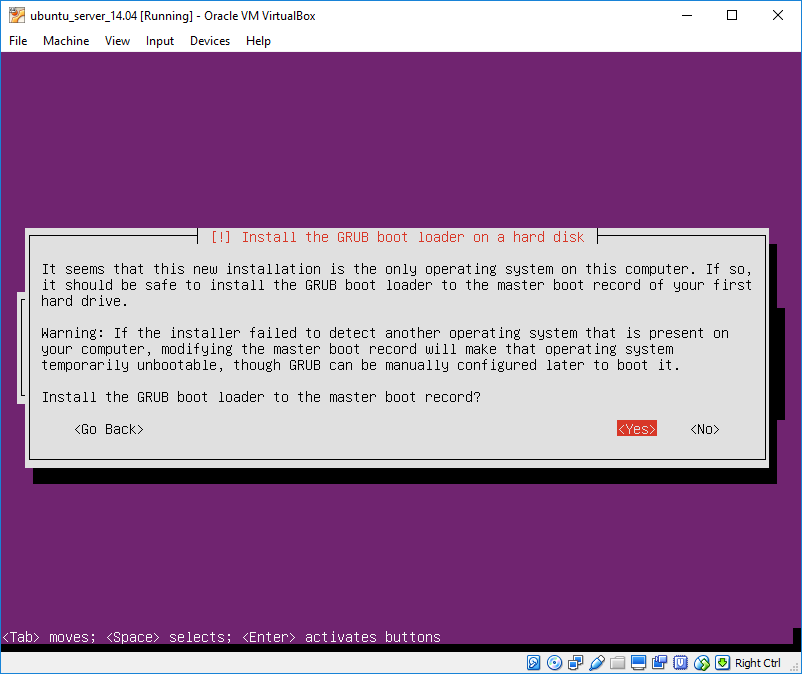 ubuntu_server_14.04 [Running] - Oracle VM VirtualBox
File Machine View Input Devices Help
[!] Install the GRUB boot loader on a hard disk
It seems that this new installation is the only operating system on this computer. If so,
it should be safe to install the GRUB boot loader to the master boot record of your first
hard drive.
Warning: If the installer failed to detect another operating system that is present on
your computer, modifying the master boot record will make that operating system
temporarily unbootable, though GRUB can be manually configured later to boot it.
Install the GRUB boot loader to the master boot record?
<Go Back> <Yes> <No>
<Tab> moves; <Space> selects; <Enter> activates buttons
Right Ctrl